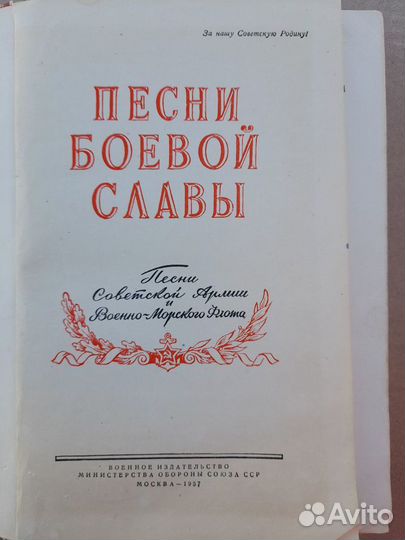 За нашу Советскую Родину!
ПЕСНИ
БОЕВОЙ
СЛАВЫ
Песни
Советской Армии
и
Военно-Морского Флота
ВОЕННОЕ ИЗДАТЕЛЬСТВО
МИНИСТЕРСТВА ОБОРОНЫ СОЮЗА ССР
МОСКВА — 1957
Avito